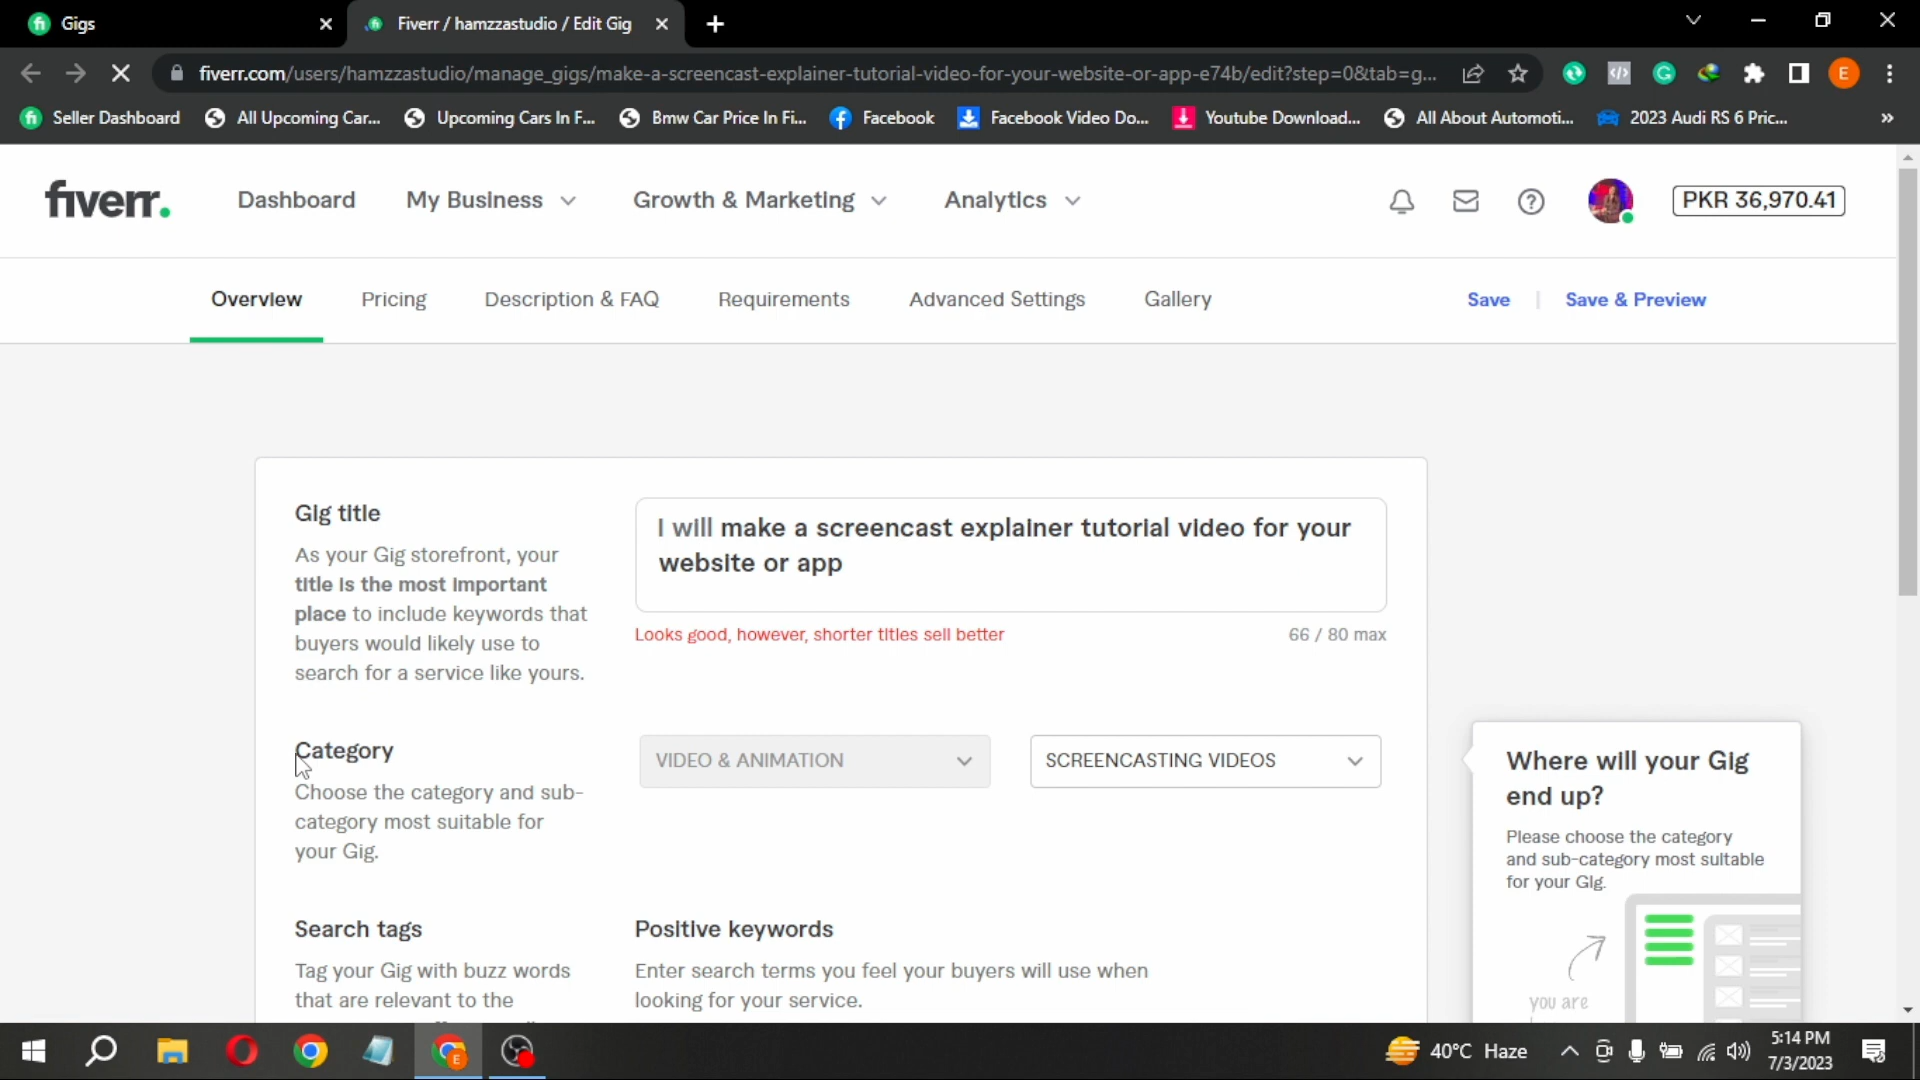 Gigs
Fiverr / hamzzastudio / Edit Gig
fiverr.com/users/hamzzastudio/manage_gigs/make-a-screencast-explainer-tutorial-video-for-your-website-or-app-e74b/edit?step=0&tab=g...
E
Seller Dashboard
All Upcoming Car...
Upcoming Cars In F...
Bmw Car Price In Fi...
Facebook
Facebook Video Do...
Youtube Download...
All About Automoti...
2023 Audi RS 6 Pric...
»
fiverr.
Dashboard
My Business
Growth & Marketing
Analytics
PKR 36,970.41
Overview
Pricing
Description & FAQ
Requirements
Advanced Settings
Gallery
Save
Save & Preview
Gig title
As your Gig storefront, your
title is the most important
place to include keywords that
buyers would likely use to
search for a service like yours.
I will make a screencast explainer tutorial video for your
website or app
Looks good, however, shorter titles sell better
66 / 80 max
Category
Choose the category and sub-
category most suitable for
your Gig.
VIDEO & ANIMATION
SCREENCASTING VIDEOS
Where will your Gig
end up?
Please choose the category
and sub-category most suitable
for your Gig.
you are
Search tags
Tag your Gig with buzz words
that are relevant to the
Positive keywords
Enter search terms you feel your buyers will use when
looking for your service.
40°C Haze
5:14 PM
7/3/2023